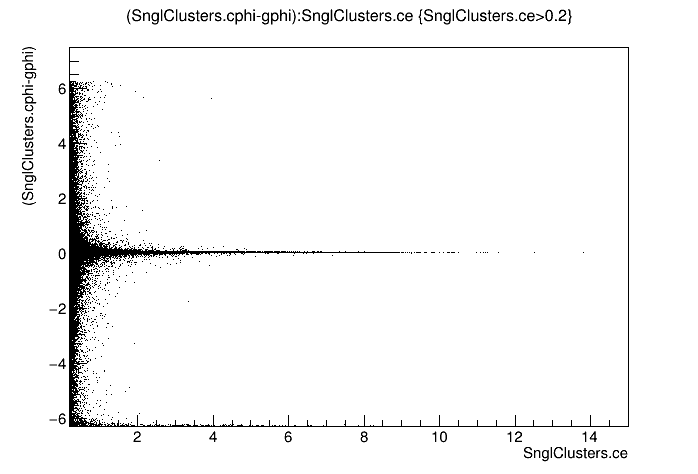 (SnglClusters.cphi-gphi):SnglClusters.ce {SnglClusters.ce>0.2}
(SnglClusters.cphi-gphi)
6
4
2
0
−2
−4
−6
2 4 6 8 10 12 14
SnglClusters.ce